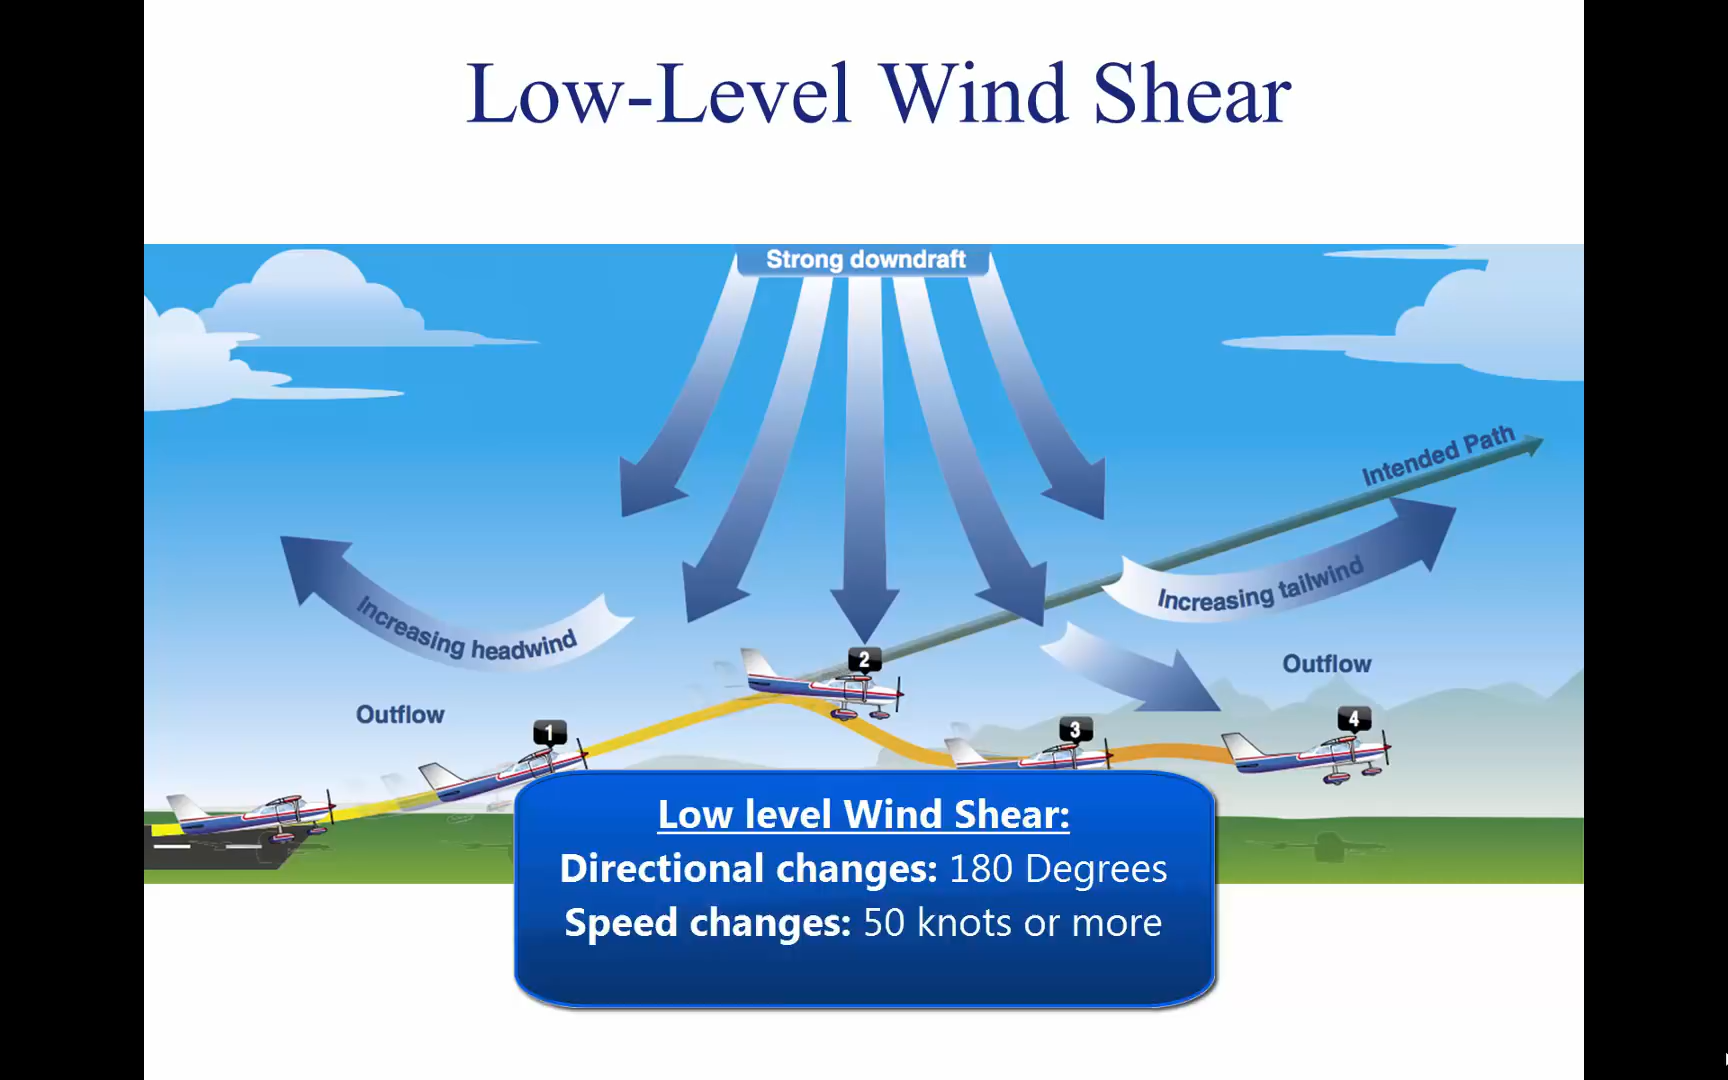 Low-Level Wind Shear
Strong downdraft
Intended Path
Increasing tailwind
Increasing headwind
Outflow
Outflow
1
2
3
4
Low level Wind Shear:
Directional changes: 180 Degrees
Speed changes: 50 knots or more